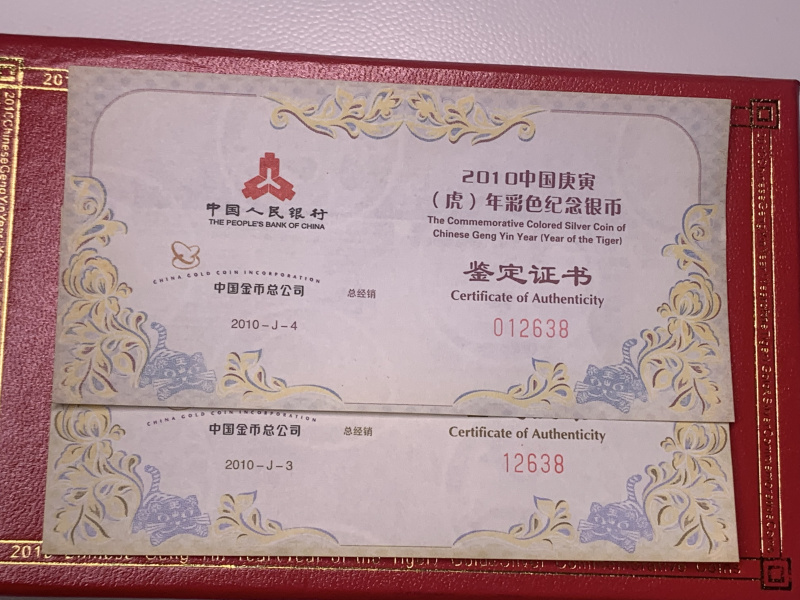 中国人民银行
THE PEOPLE'S BANK OF CHINA
CHINA GOLD COIN INCORPORATION
中国金币总公司
总经销
2010-J-4
2010中国庚寅
（虎）年彩色纪念银币
The Commemorative Colored Silver Coin of
Chinese Geng Yin Year (Year of the Tiger)
鉴定证书
Certificate of Authenticity
012638
CHINA GOLD COIN INCORPORATION
中国金币总公司
总经销
2010-J-3
Certificate of Authenticity
12638